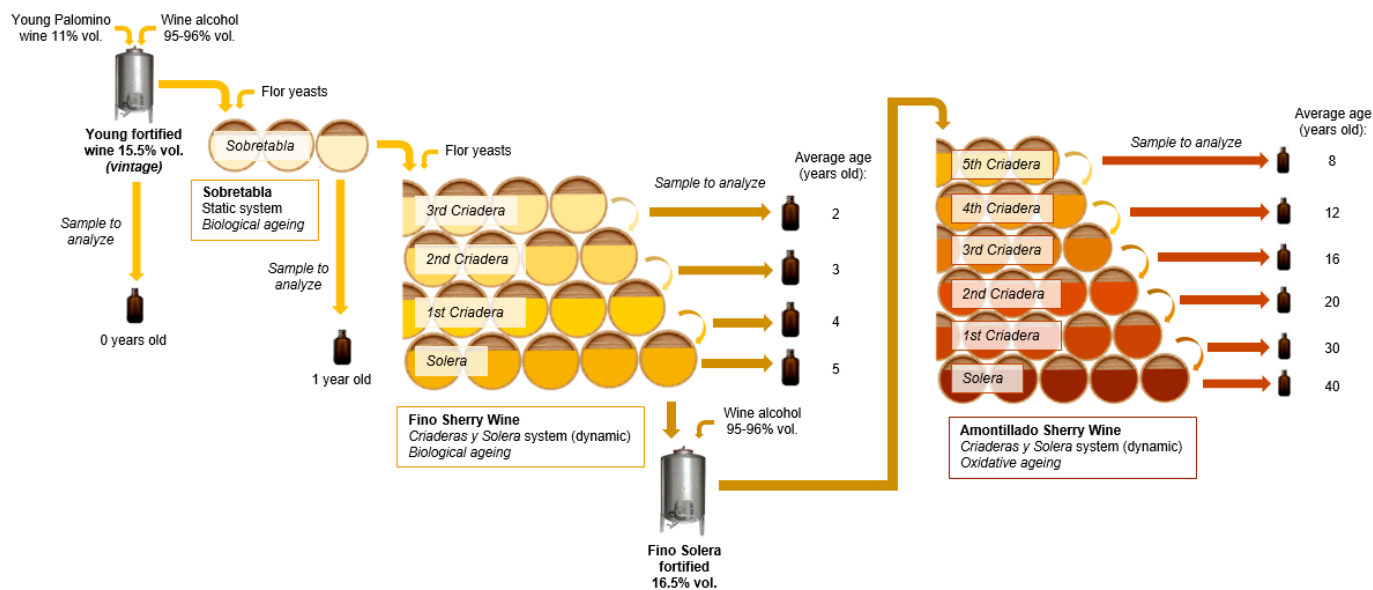 Young Palomino
wine 11% vol.
Wine alcohol
95-96% vol.
Flor yeasts
Young fortified
wine 15.5% vol.
(vintage)
Sobretabla
Sobretabla
Static system
Biological ageing
Sample to
analyze
0 years old
Sample to
analyze
1 year old
Flor yeasts
3rd Criadera
2nd Criadera
1st Criadera
Solera
Sample to analyze
Average age
(years old):
2
3
4
5
Fino Sherry Wine
Criaderas y Solera system (dynamic)
Biological ageing
Wine alcohol
95-96% vol.
Fino Solera
fortified
16.5% vol.
5th Criadera
4th Criadera
3rd Criadera
2nd Criadera
1st Criadera
Solera
Sample to analyze
Average age
(years old):
8
12
16
20
30
40
Amontillado Sherry Wine
Criaderas y Solera system (dynamic)
Oxidative ageing